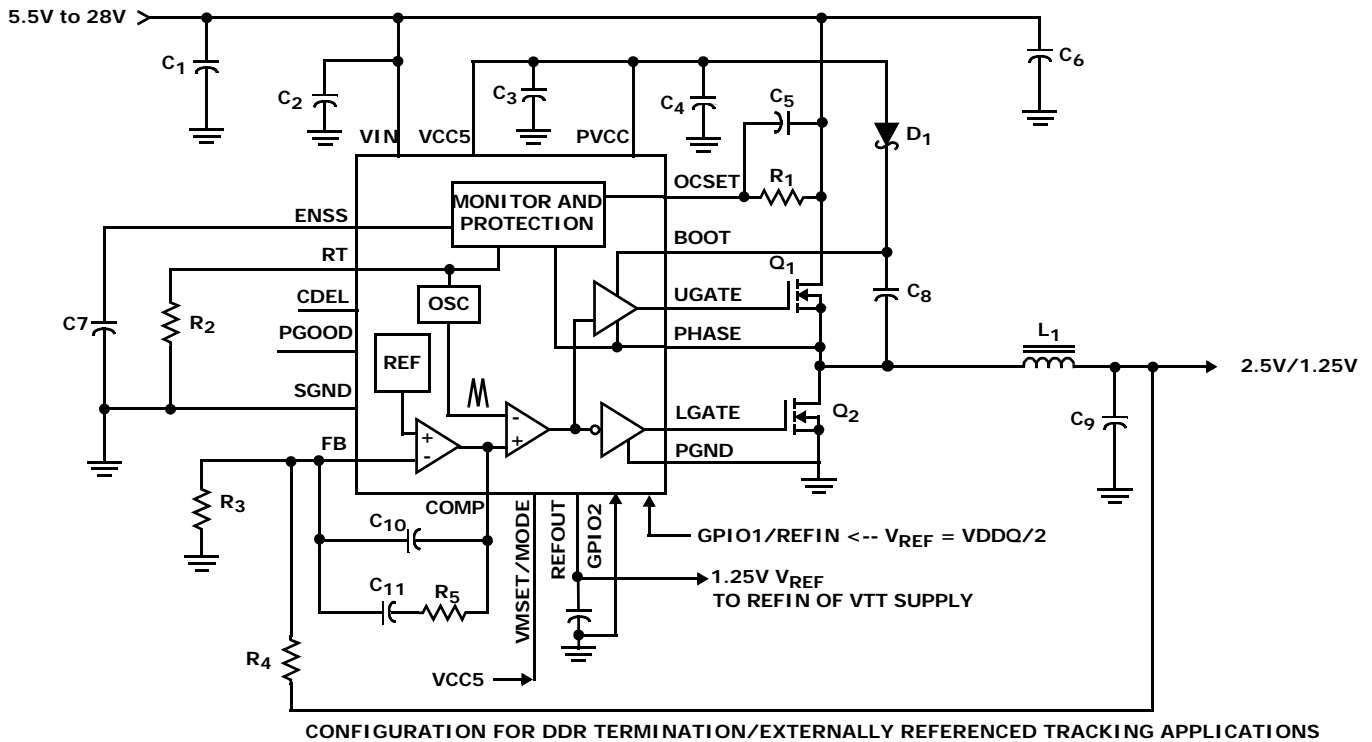 5.5V to 28V
C1
C2
C3
C4
C5
C6
D1
VIN
VCC5
PVCC
OCSET
R1
MONITOR AND
PROTECTION
ENSS
BOOT
RT
Q1
CDEL
OSC
UGATE
C8
C7
R2
PGOOD
PHASE
L1
REF
2.5V/1.25V
SGND
LGATE
Q2
C9
-
+
+
-
FB
PGND
R3
COMP
C10
VMSET/MODE
REFOUT
GPIO2
GPIO1/REFIN <-- VREF = VDDQ/2
C11
R5
1.25V VREF
TO REFIN OF VTT SUPPLY
R4
VCC5
CONFIGURATION FOR DDR TERMINATION/EXTERNALLY REFERENCED TRACKING APPLICATIONS